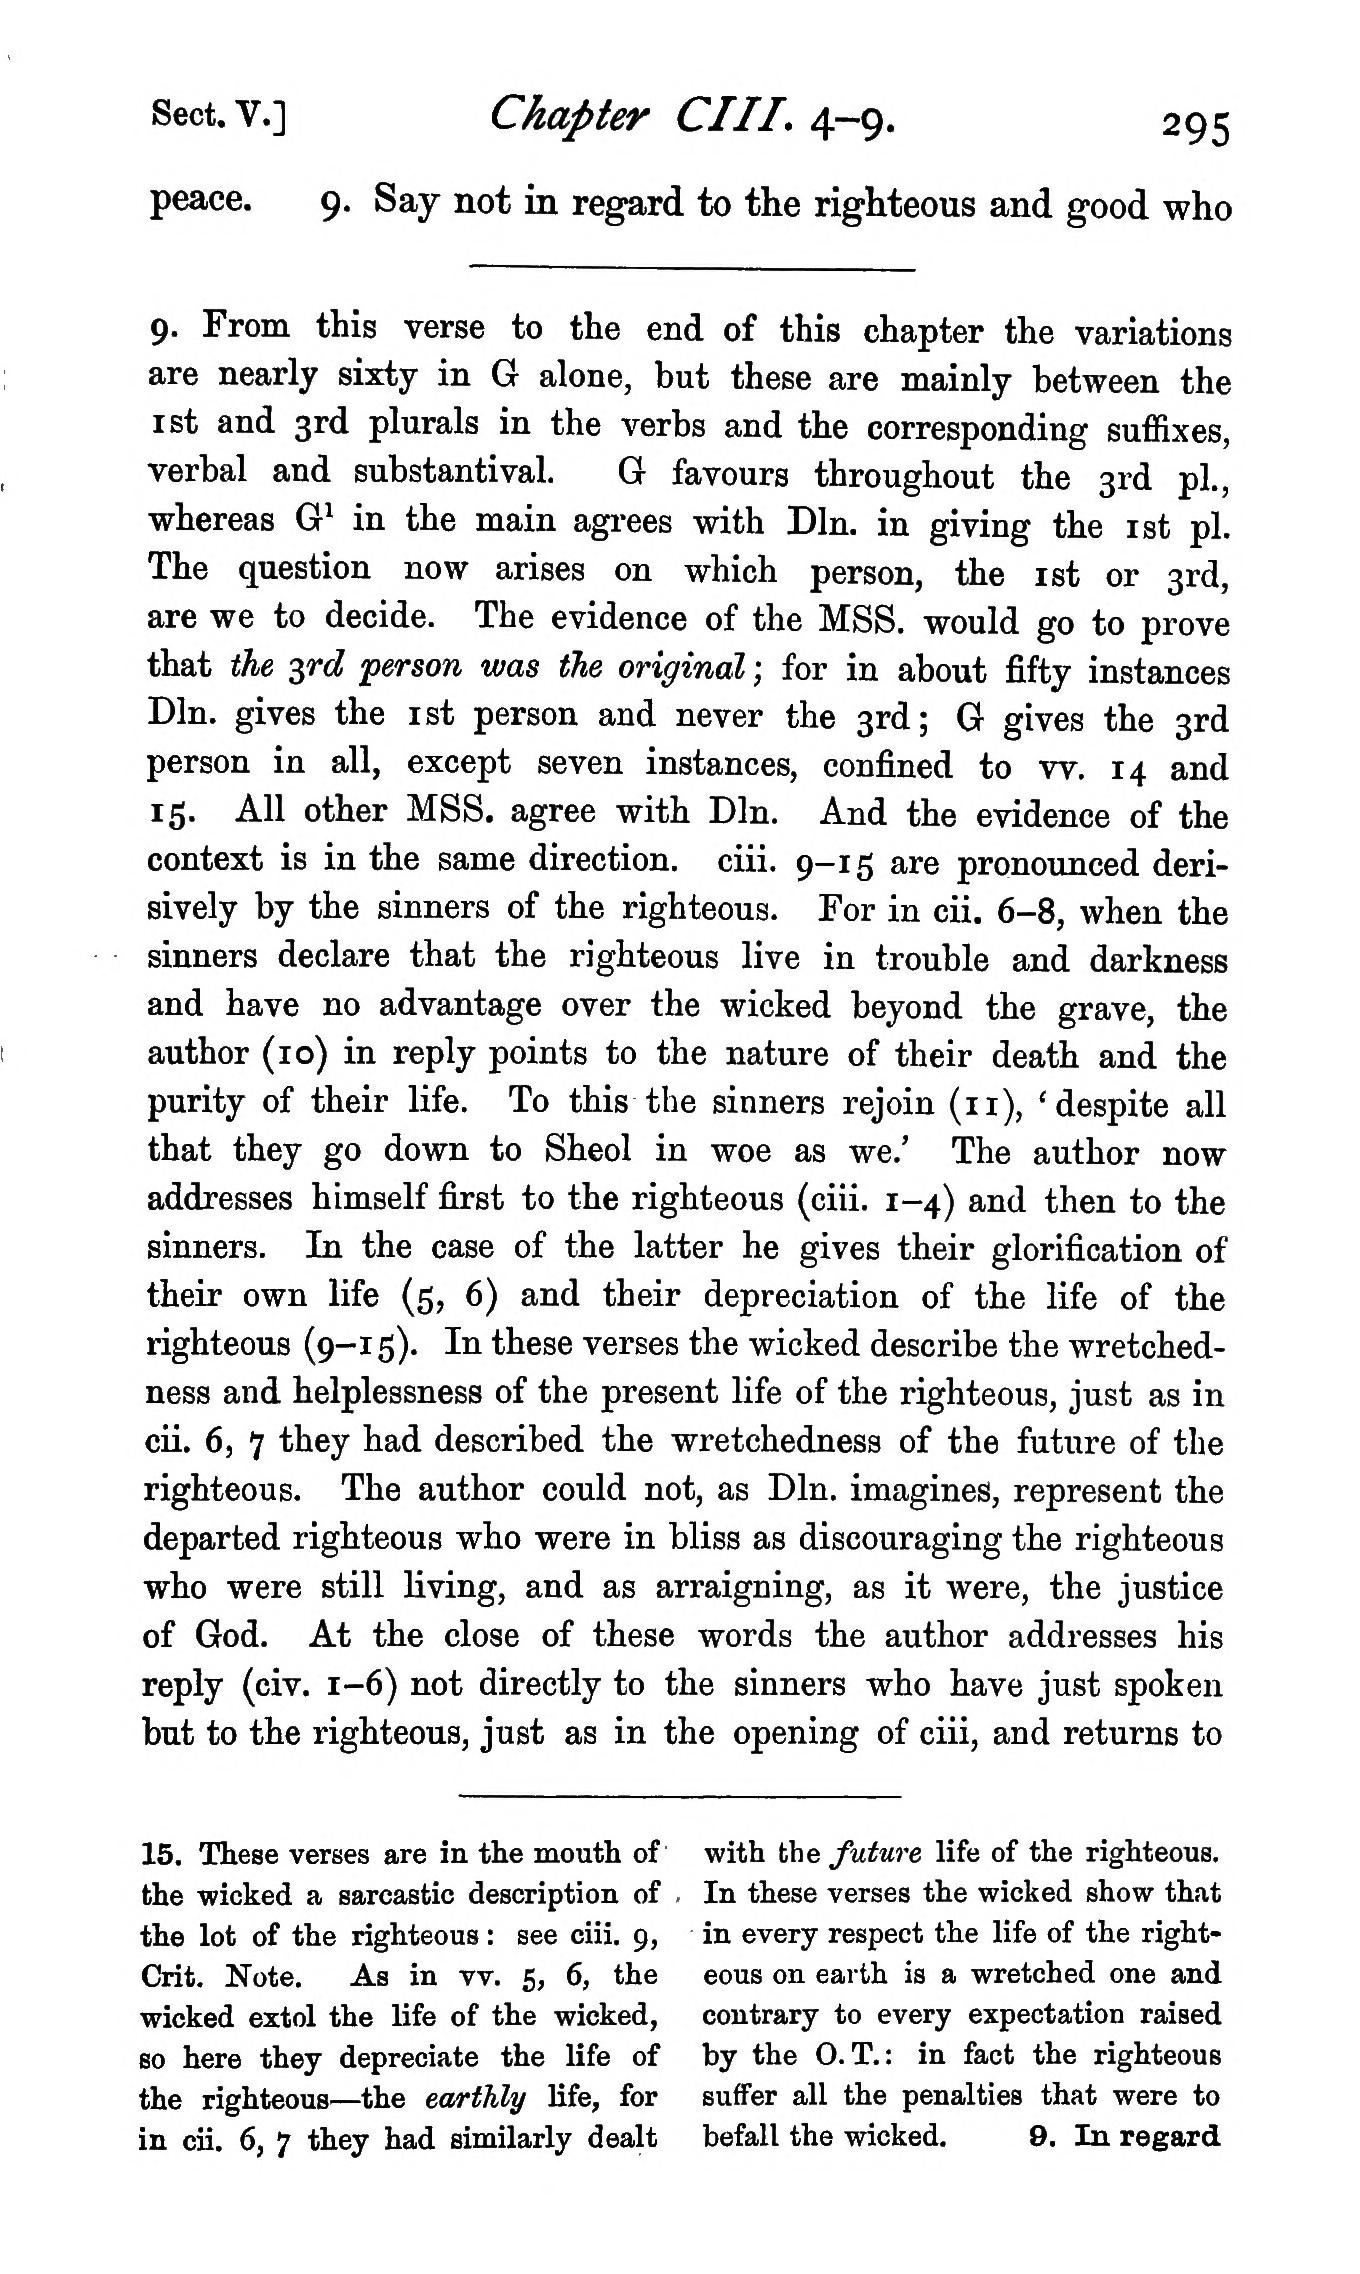 Sect. V.] Chapter CIII. 4–9. 295
peace. 9. Say not in regard to the righteous and good who
9. From this verse to the end of this chapter the variations
are nearly sixty in G alone, but these are mainly between the
1st and 3rd plurals in the verbs and the corresponding suffixes,
verbal and substantival. G favours throughout the 3rd pl.,
whereas G¹ in the main agrees with Dln. in giving the 1st pl.
The question now arises on which person, the 1st or 3rd,
are we to decide. The evidence of the MSS. would go to prove
that the 3rd person was the original; for in about fifty instances
Dln. gives the 1st person and never the 3rd; G gives the 3rd
person in all, except seven instances, confined to vv. 14 and
15. All other MSS. agree with Dln. And the evidence of the
context is in the same direction. ciii. 9–15 are pronounced deri-
sively by the sinners of the righteous. For in cii. 6–8, when the
sinners declare that the righteous live in trouble and darkness
and have no advantage over the wicked beyond the grave, the
author (10) in reply points to the nature of their death and the
purity of their life. To this the sinners rejoin (11), ‘despite all
that they go down to Sheol in woe as we.’ The author now
addresses himself first to the righteous (ciii. 1–4) and then to the
sinners. In the case of the latter he gives their glorification of
their own life (5, 6) and their depreciation of the life of the
righteous (9–15). In these verses the wicked describe the wretched-
ness and helplessness of the present life of the righteous, just as in
cii. 6, 7 they had described the wretchedness of the future of the
righteous. The author could not, as Dln. imagines, represent the
departed righteous who were in bliss as discouraging the righteous
who were still living, and as arraigning, as it were, the justice
of God. At the close of these words the author addresses his
reply (civ. 1–6) not directly to the sinners who have just spoken
but to the righteous, just as in the opening of ciii, and returns to
15. These verses are in the mouth of
the wicked a sarcastic description of
the lot of the righteous: see ciii. 9,
Crit. Note. As in vv. 5, 6, the
wicked extol the life of the wicked,
so here they depreciate the life of
the righteous—the earthly life, for
in cii. 6, 7 they had similarly dealt
with the future life of the righteous.
In these verses the wicked show that
in every respect the life of the right-
eous on earth is a wretched one and
contrary to every expectation raised
by the O.T.: in fact the righteous
suffer all the penalties that were to
befall the wicked. 9. In regard